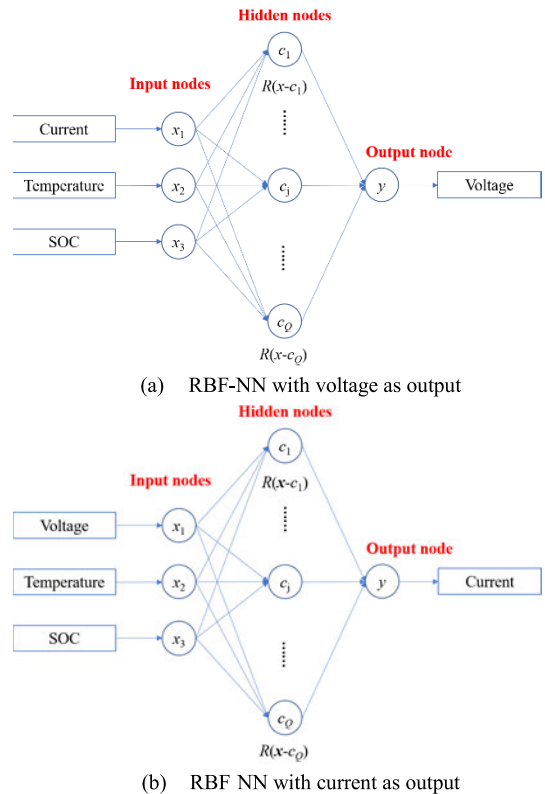 Hidden nodes
c1
R(x-c1)
Input nodes
Current
x1
Output node
Temperature
x2
cj
y
Voltage
SOC
x3
cQ
R(x-cQ)
(a) RBF-NN with voltage as output
Hidden nodes
c1
R(x-c1)
Input nodes
Voltage
x1
Output node
Temperature
x2
cj
y
Current
SOC
x3
cQ
R(x-cQ)
(b) RBF NN with current as output